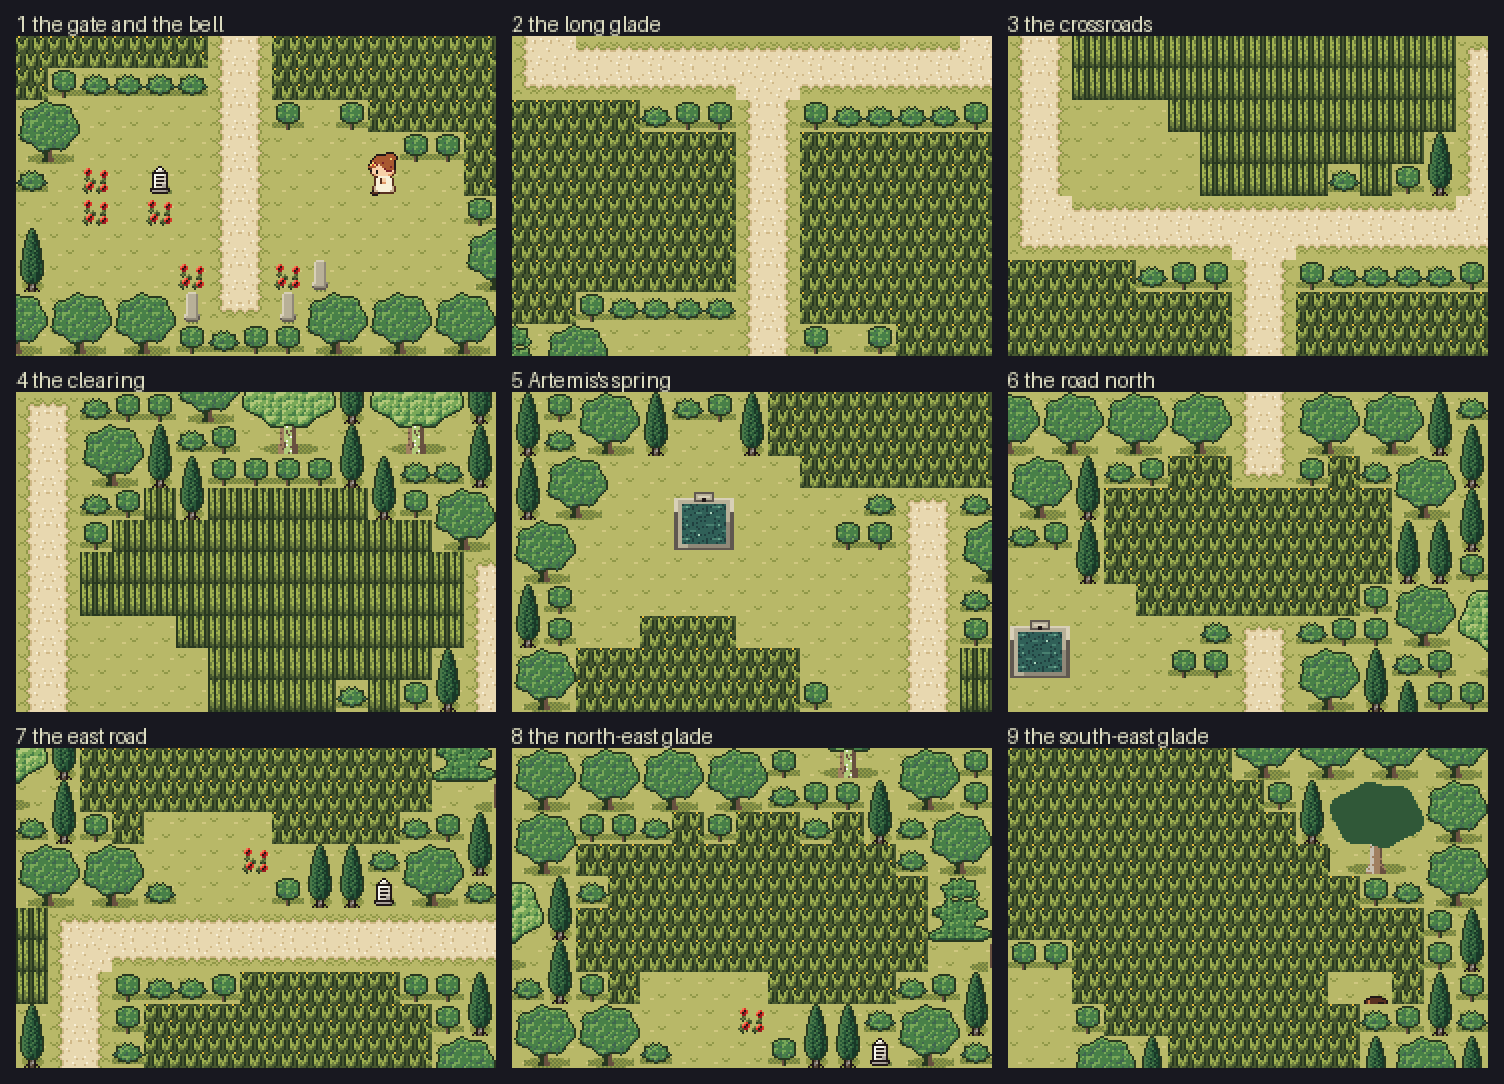 1 the gate and the bell
2 the long glade
3 the crossroads
4 the clearing
5 Artemis's spring
6 the road north
7 the east road
8 the north-east glade
9 the south-east glade